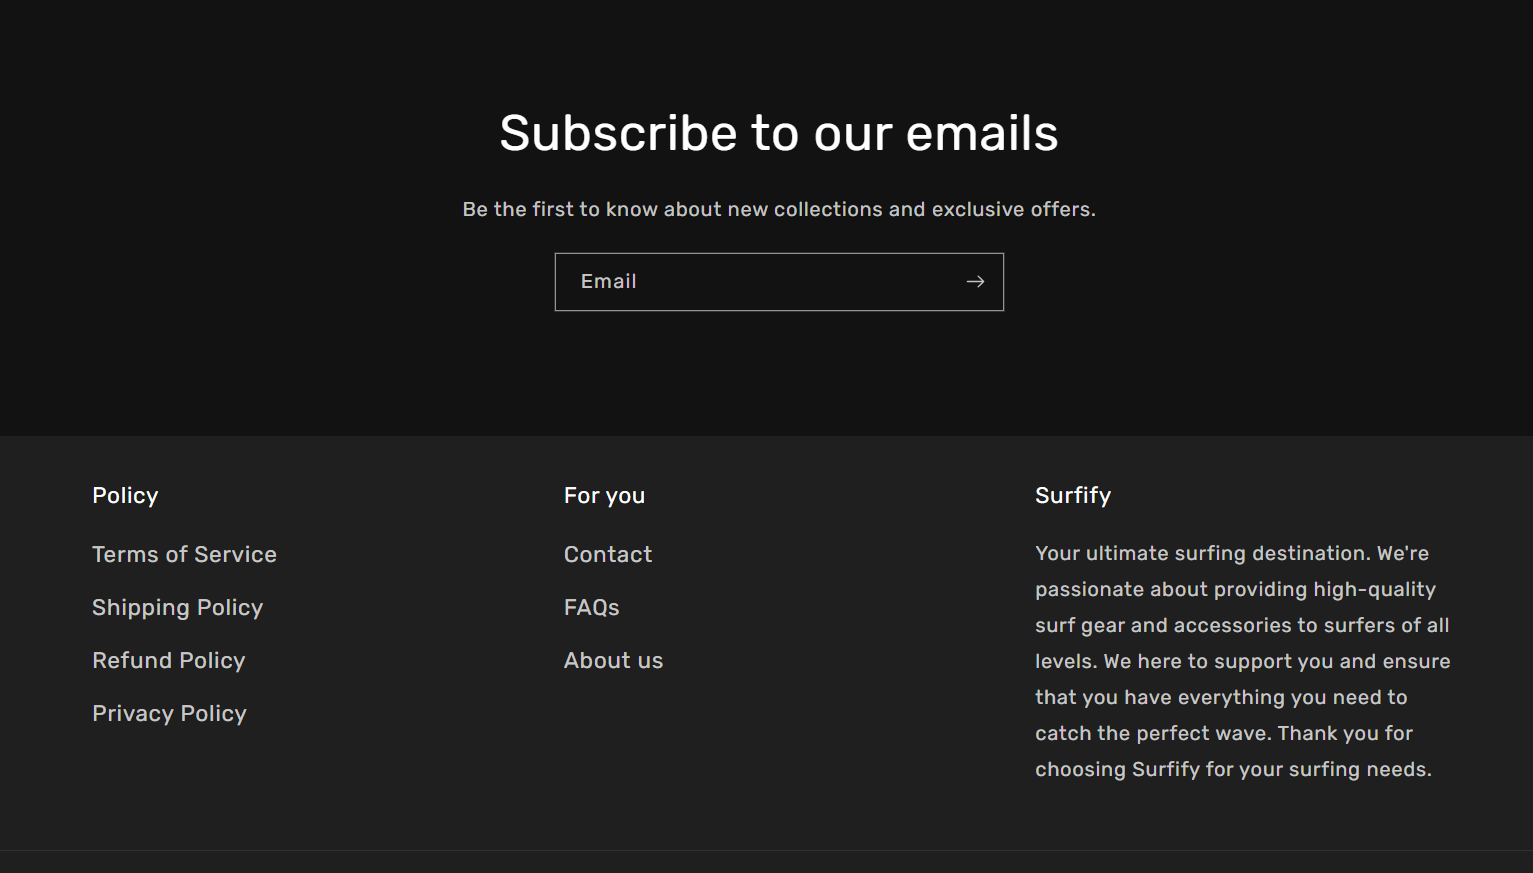 Subscribe to our emails
Be the first to know about new collections and exclusive offers.
Email
Policy
Terms of Service
Shipping Policy
Refund Policy
Privacy Policy
For you
Contact
FAQs
About us
Surfify
Your ultimate surfing destination. We're
passionate about providing high-quality
surf gear and accessories to surfers of all
levels. We here to support you and ensure
that you have everything you need to
catch the perfect wave. Thank you for
choosing Surfify for your surfing needs.